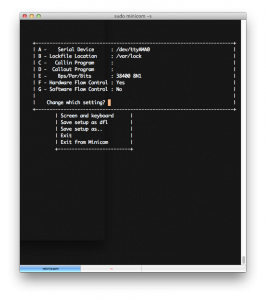 sudo minicom -s
A - Serial Device : /dev/ttyMAN0
B - Lockfile Location : /var/lock
C - Callin Program :
D - Callout Program :
E - Bps/Par/Bits : 38400 8N1
F - Hardware Flow Control : Yes
G - Software Flow Control : No
Change which setting?
Screen and keyboard
Save setup as dfl
Save setup as..
Exit
Exit from Minicom
minicom